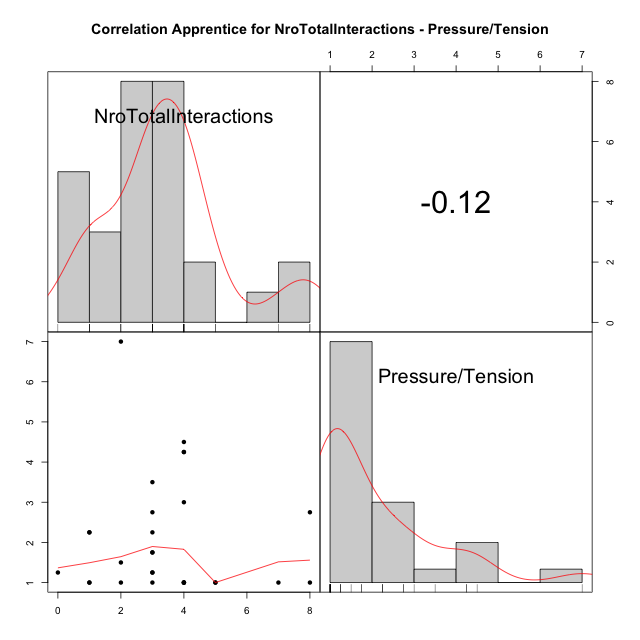 Correlation Apprentice for NroTotalInteractions - Pressure/Tension
1 2 3 4 5 6 7
NroTotalInteractions
-0.12
0 2 4 6 8
Pressure/Tension
1 2 3 4 5 6 7
0 2 4 6 8